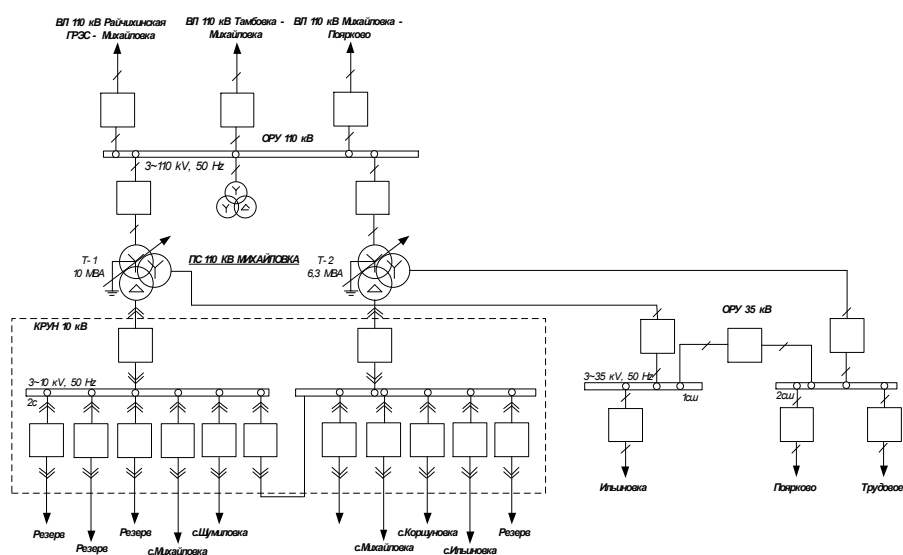 ВЛ 110 кВ Райчихинская
ГРЭС - Михайловка
ВЛ 110 кВ Тамбовка -
Михайловка
ВЛ 110 кВ Михайловка -
Поярково
ОРУ 110 кВ
3~110 kV, 50 Hz
Т- 1
10 МВА
ПС 110 КВ МИХАЙЛОВКА
Т- 2
6,3 МВА
КРУН 10 кВ
ОРУ 35 кВ
3~10 кV, 50 Hz
2с
3~35 kV, 50 Hz
1сш
2сш
Ильиновка
Поярково
Трудовое
Резерв
Резерв
Резерв
с.Михайловка
с.Шумиловка
с.Михайловка
с.Коршуновка
с.Ильиновка
Резерв